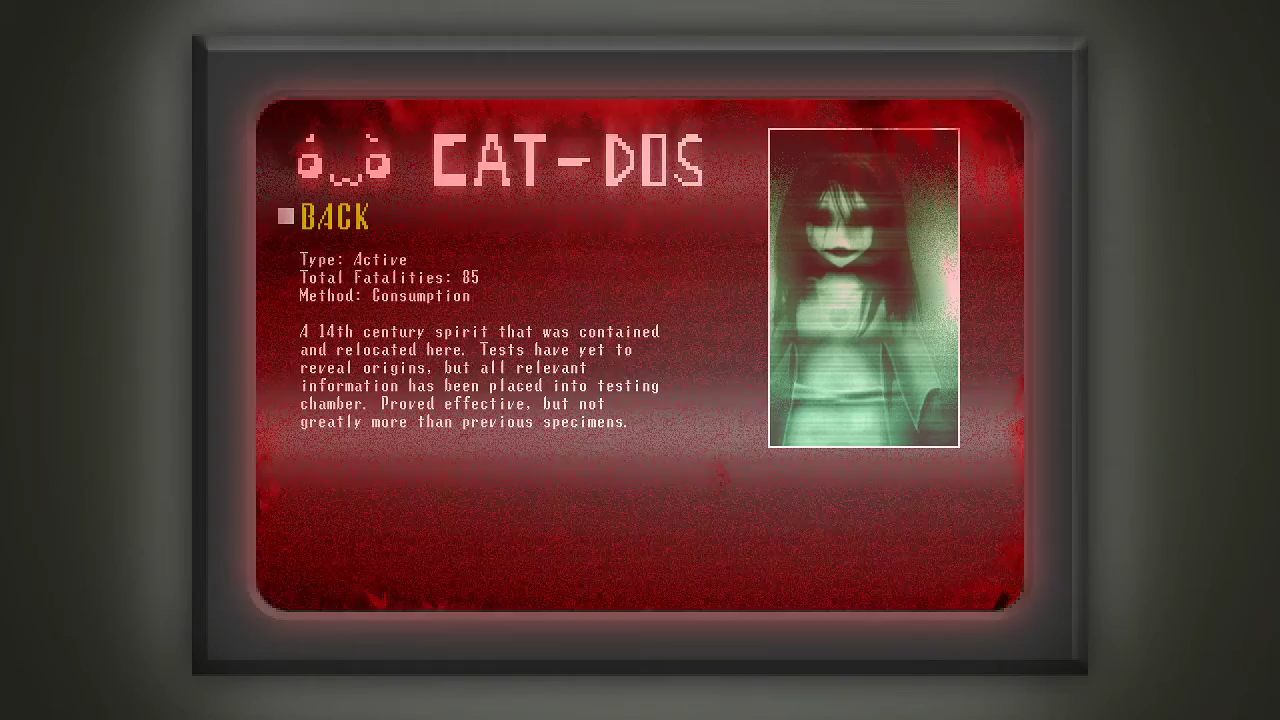 CAT-DOS
BACK
Type: Active
Total Fatalities: 85
Method: Consumption
A 14th century spirit that was contained
and relocated here. Tests have yet to
reveal origins, but all relevant
information has been placed into testing
chamber. Proved effective, but not
greatly more than previous specimens.